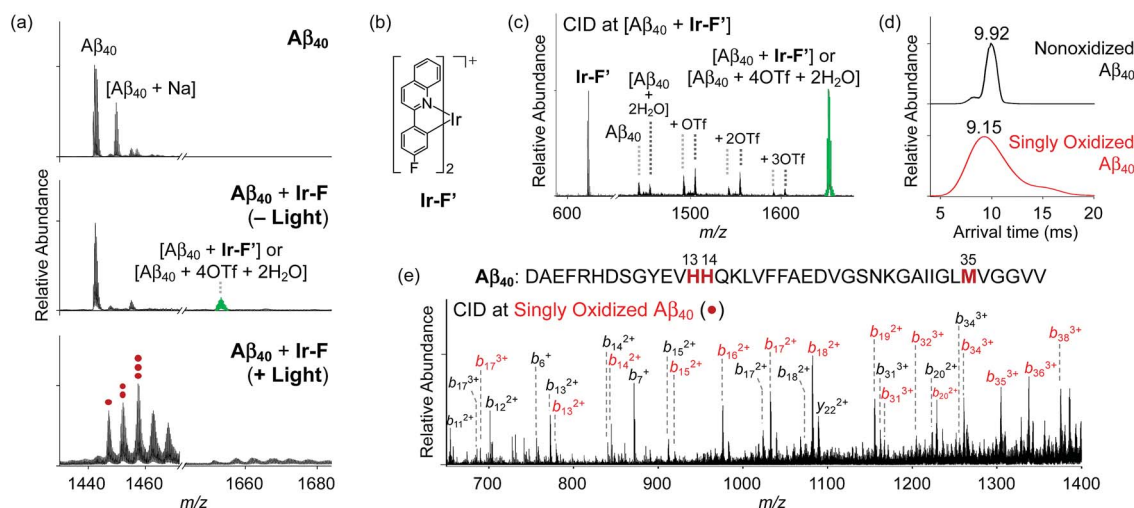 (a)
Aβ40
Aβ40
[Aβ40 + Na]
Aβ40 + Ir-F
(– Light)
[Aβ40 + Ir-F'] or
[Aβ40 + 4OTf + 2H2O]
Aβ40 + Ir-F
(+ Light)
Relative Abundance
1440 1460 1660 1680
m/z
(b)
+
N
Ir
F
2
Ir-F'
(c)
CID at [Aβ40 + Ir-F']
Ir-F'
[Aβ40 + Ir-F'] or
[Aβ40 + 4OTf + 2H2O]
[Aβ40
+
2H2O]
Aβ40
+ OTf
+ 2OTf
+ 3OTf
Relative Abundance
600 1500 1600
m/z
(d)
9.92
Nonoxidized
Aβ40
9.15
Singly Oxidized
Aβ40
Relative Abundance
5 10 15 20
Arrival time (ms)
(e)
13 14 35
Aβ40: DAEFRHDSGYEVHHQKLVFFAEDVGSNKGAIIGLMVGGVV
CID at Singly Oxidized Aβ40 (●)
b11 2+
b17 3+
b17 3+
b12 2+
b6 +
b13 2+
b13 2+
b14 2+
b14 2+
b7 +
b15 2+
b15 2+
b16 2+
b17 2+
b17 2+
b18 2+
b18 2+
y22 2+
b19 2+
b31 3+
b31 3+
b32 3+
b20 2+
b20 2+
b34 3+
b34 3+
b35 3+
b36 3+
b38 3+
Relative Abundance
700 800 900 1000 1100 1200 1300 1400
m/z